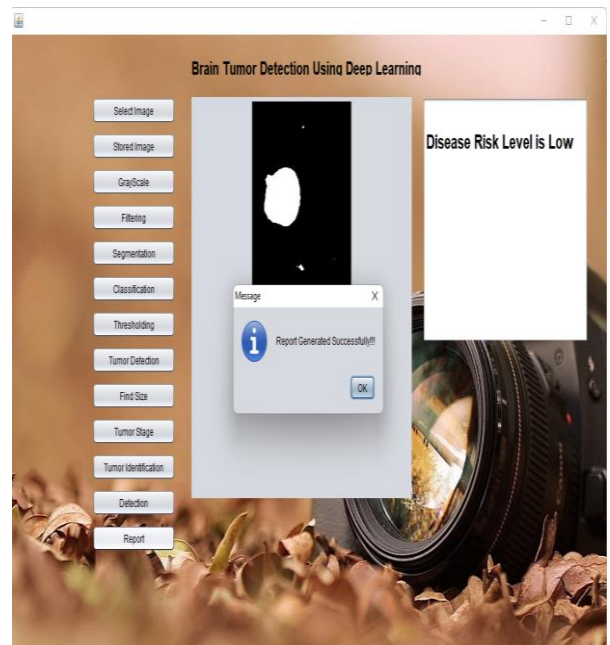 Brain Tumor Detection Using Deep Learning
Select Image
Stored Image
GrayScale
Filtering
Segmentation
Classification
Thresholding
Tumor Detection
Find Size
Tumor Stage
Tumor Identification
Detection
Report
Disease Risk Level is Low
Message X
Report Generated Successfully!!!
OK